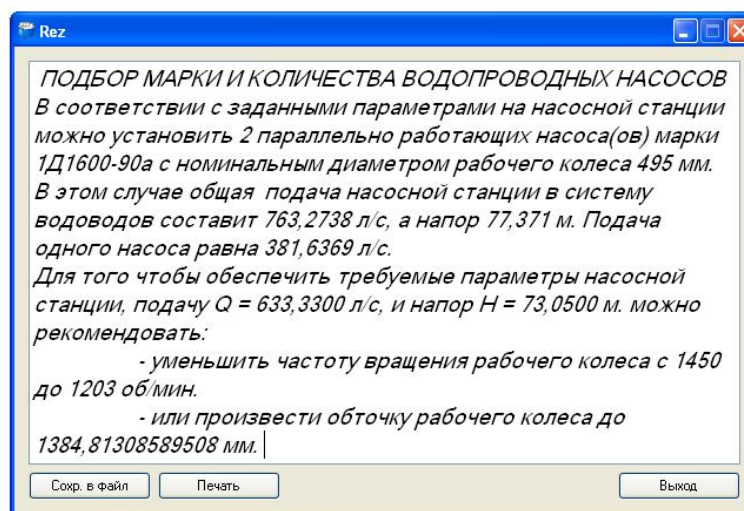 Rez
ПОДБОР МАРКИ И КОЛИЧЕСТВА ВОДОПРОВОДНЫХ НАСОСОВ
В соответствии с заданными параметрами на насосной станции
можно установить 2 параллельно работающих насоса(ов) марки
1Д1600-90а с номинальным диаметром рабочего колеса 495 мм.
В этом случае общая  подача насосной станции в систему
водоводов составит 763,2738 л/с, а напор 77,371 м. Подача
одного насоса равна 381,6369 л/с.
Для того чтобы обеспечить требуемые параметры насосной
станции, подачу Q = 633,3300 л/с, и напор H = 73,0500 м. можно
рекомендовать:
- уменьшить частоту вращения рабочего колеса с 1450
до 1203 об/мин.
- или произвести обточку рабочего колеса до
1384,81308589508 мм.
Сохр. в файл Печать Выход